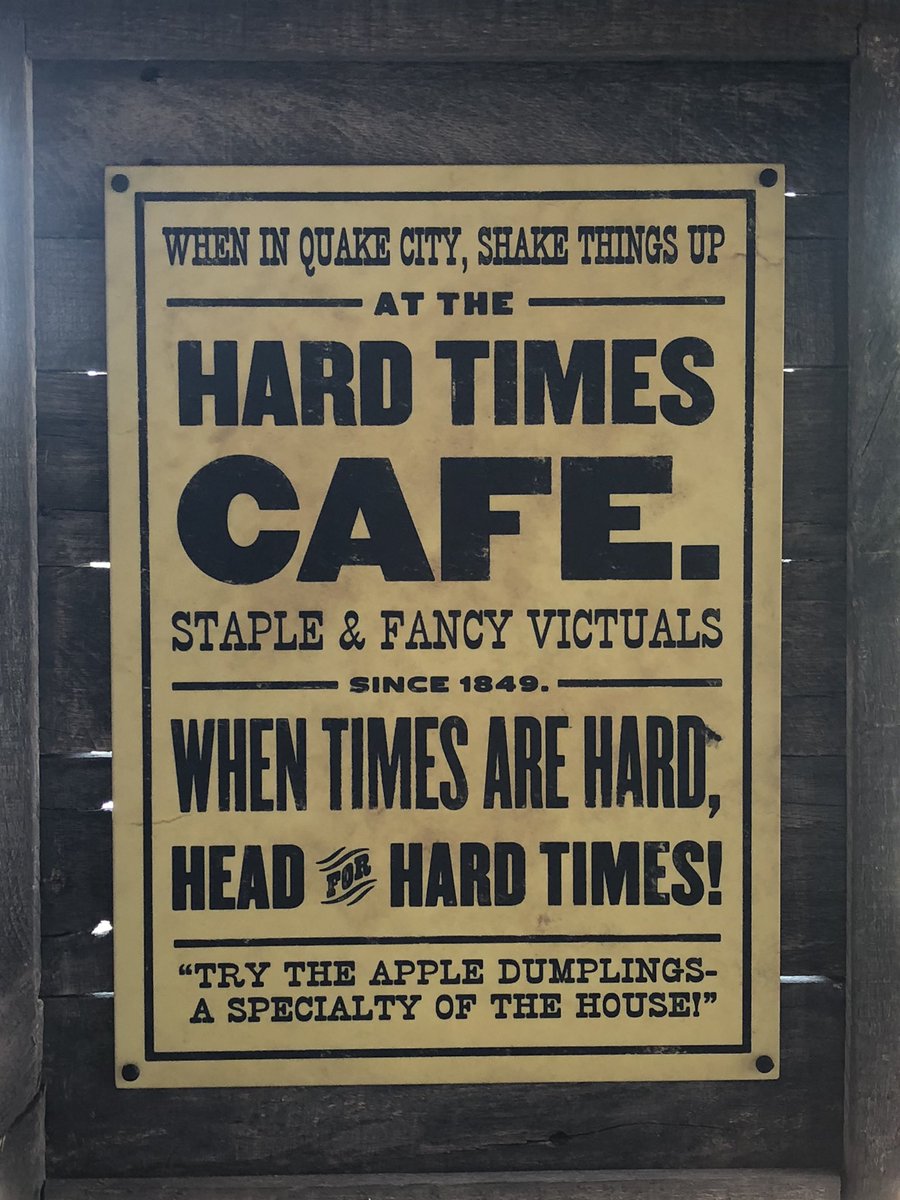 WHEN IN QUAKE CITY, SHAKE THINGS UP
AT THE
HARD TIMES
CAFE.
STAPLE & FANCY VICTUALS
SINCE 1849.
WHEN TIMES ARE HARD,
HEAD FOR HARD TIMES!
“TRY THE APPLE DUMPLINGS-
A SPECIALTY OF THE HOUSE!”